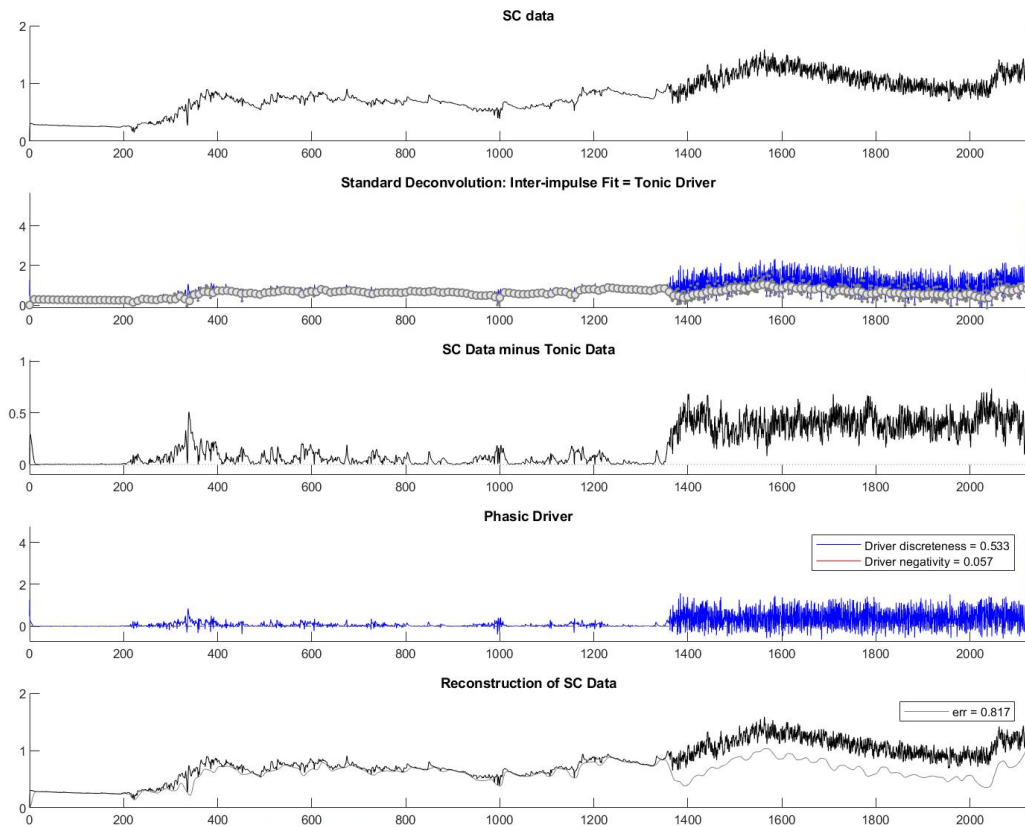 SC data
2
1
0
0 200 400 600 800 1000 1200 1400 1600 1800 2000
Standard Deconvolution: Inter-impulse Fit = Tonic Driver
4
2
0
0 200 400 600 800 1000 1200 1400 1600 1800 2000
SC Data minus Tonic Data
1
0.5
0
0 200 400 600 800 1000 1200 1400 1600 1800 2000
Phasic Driver
4
2
0
Driver discreteness = 0.533
Driver negativity = 0.057
0 200 400 600 800 1000 1200 1400 1600 1800 2000
Reconstruction of SC Data
2
1
0
err = 0.817
0 200 400 600 800 1000 1200 1400 1600 1800 2000